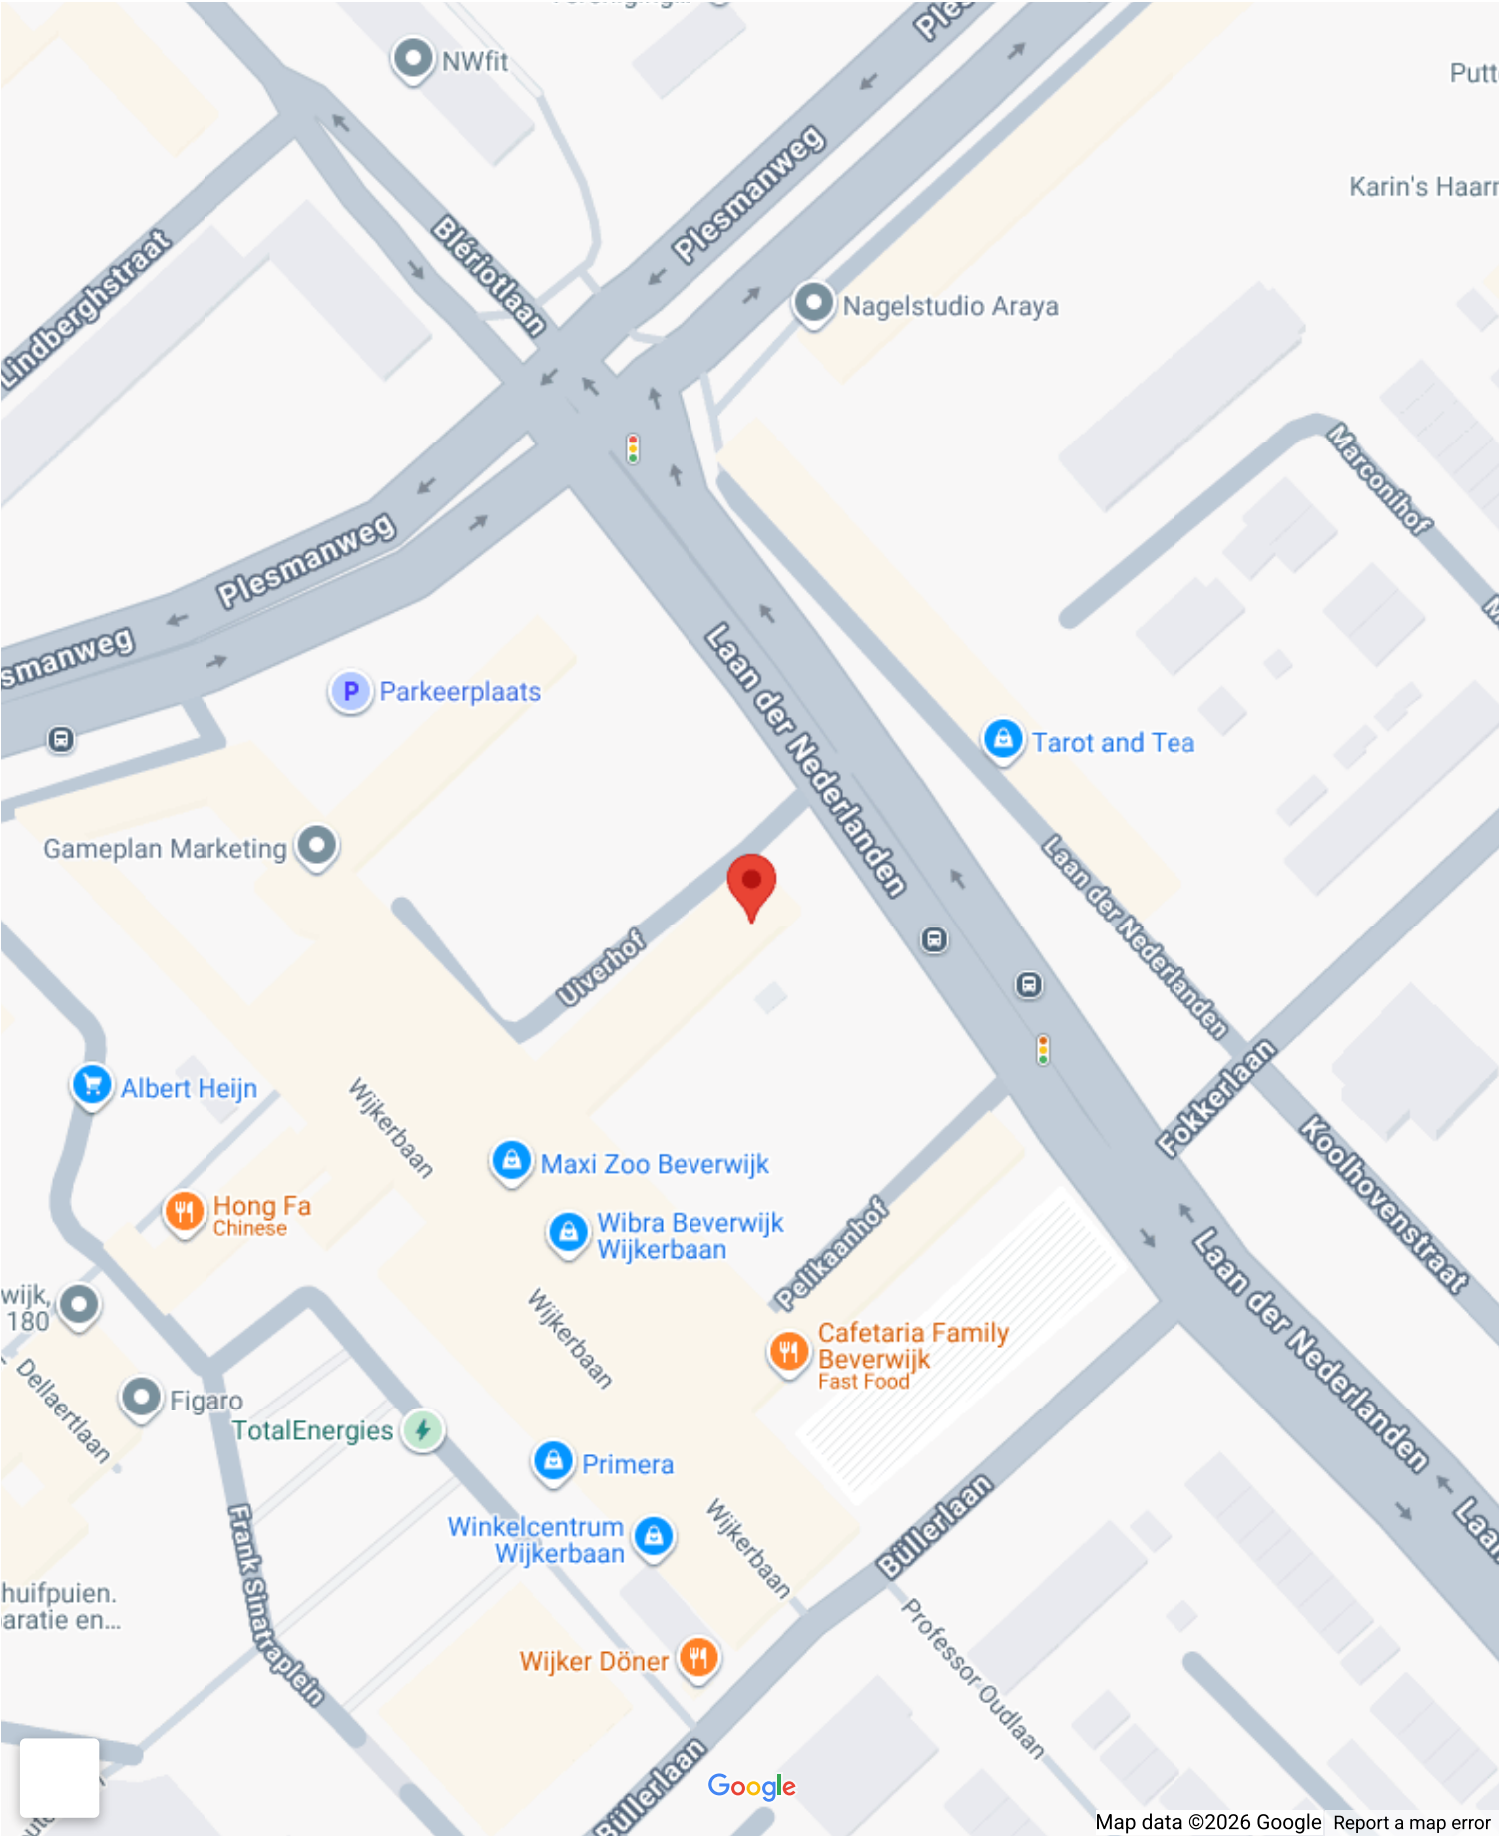 NWfit
Plesmanweg
Putt
Karin's Haarr
Blériotlaan
Lindberghstraat
Nagelstudio Araya
Marconihof
Plesmanweg
smanweg
Parkeerplaats
Laan der Nederlanden
Tarot and Tea
Gameplan Marketing
Laan der Nederlanden
Uiverhof
Albert Heijn
Wijkerbaan
Fokkerlaan
Koolhovenstraat
Maxi Zoo Beverwijk
Hong Fa
Chinese
Wibra Beverwijk
Wijkerbaan
Pelikaanhof
Laan der Nederlanden
wijk,
180
Wijkerbaan
Cafetaria Family
Beverwijk
Fast Food
Dellaertlaan
Figaro
TotalEnergies
Primera
Winkelcentrum
Wijkerbaan
Wijkerbaan
Büllerlaan
Laan
Frank Sinatraplein
huifpuien.
aratie en...
Wijker Döner
Professor Oudlaan
Büllerlaan
Google
Map data ©2026 Google
Report a map error